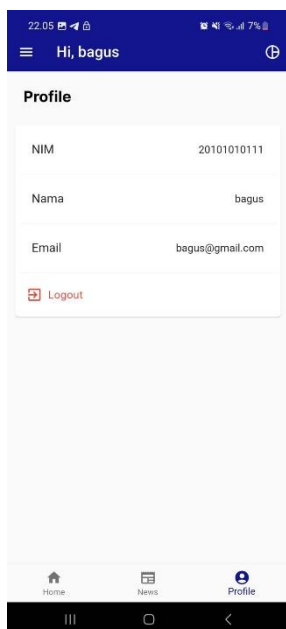 22.05 7%
Hi, bagus
Profile
NIM 20101010111
Nama bagus
Email bagus@gmail.com
Logout
Home News Profile